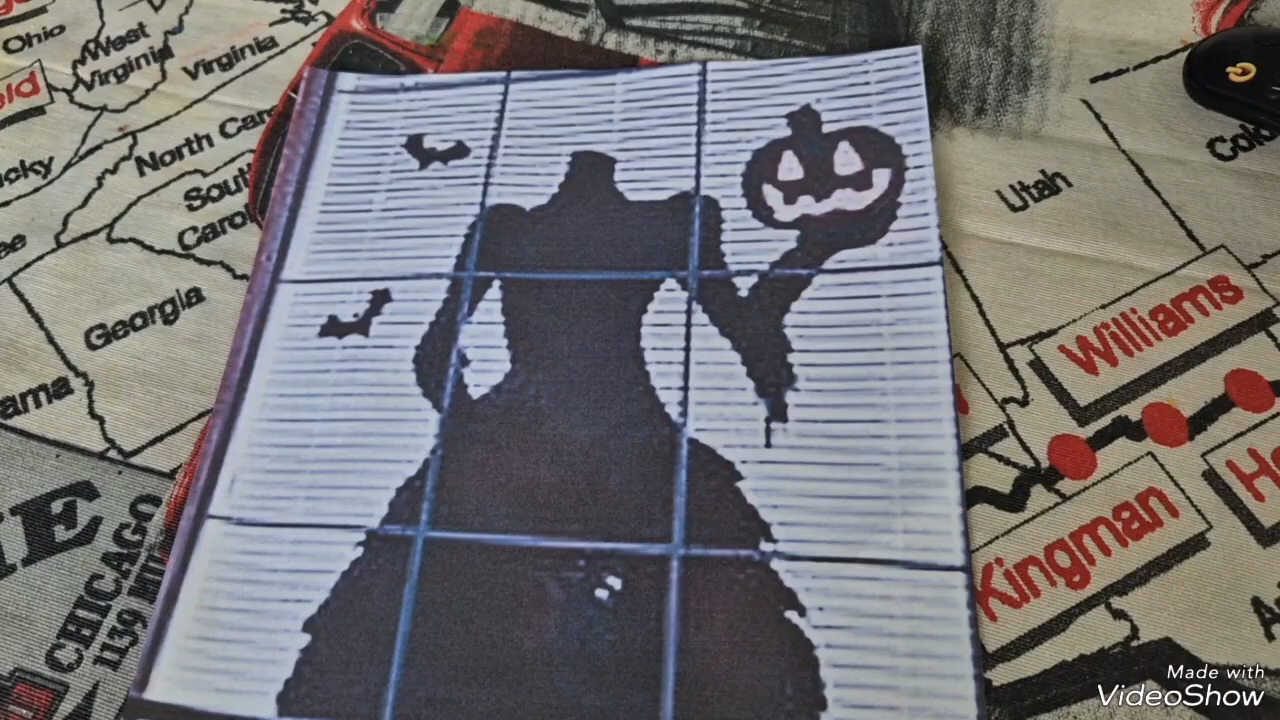 Ohio
West
Virginia
Virginia
North Car
South
Carol
Georgia
CHICAGO
Utah
Williams
Kingman
Made with
VideoShow